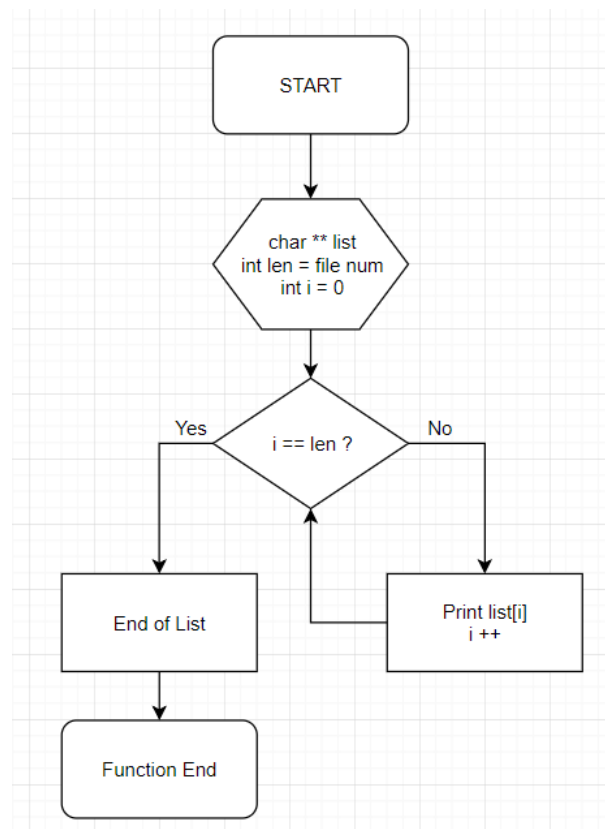 START
char ** list
int len = file num
int i = 0
i == len ?
Yes
No
End of List
Print list[i]
i ++
Function End